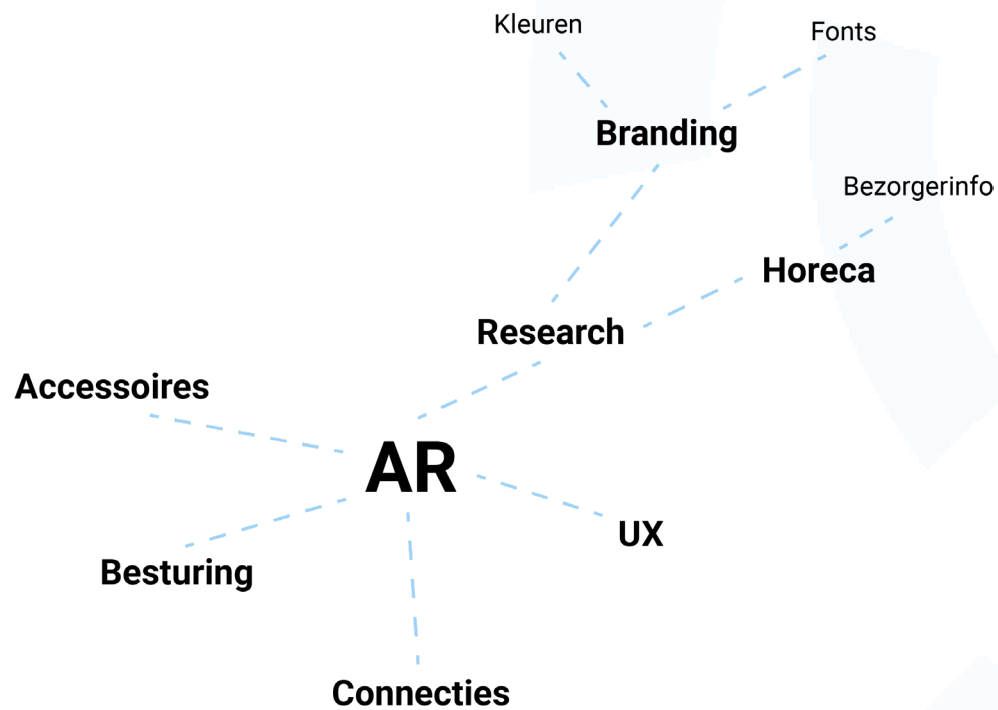 Kleuren
Fonts
Branding
Bezorgerinfo
Horeca
Research
Accessoires
AR
UX
Besturing
Connecties